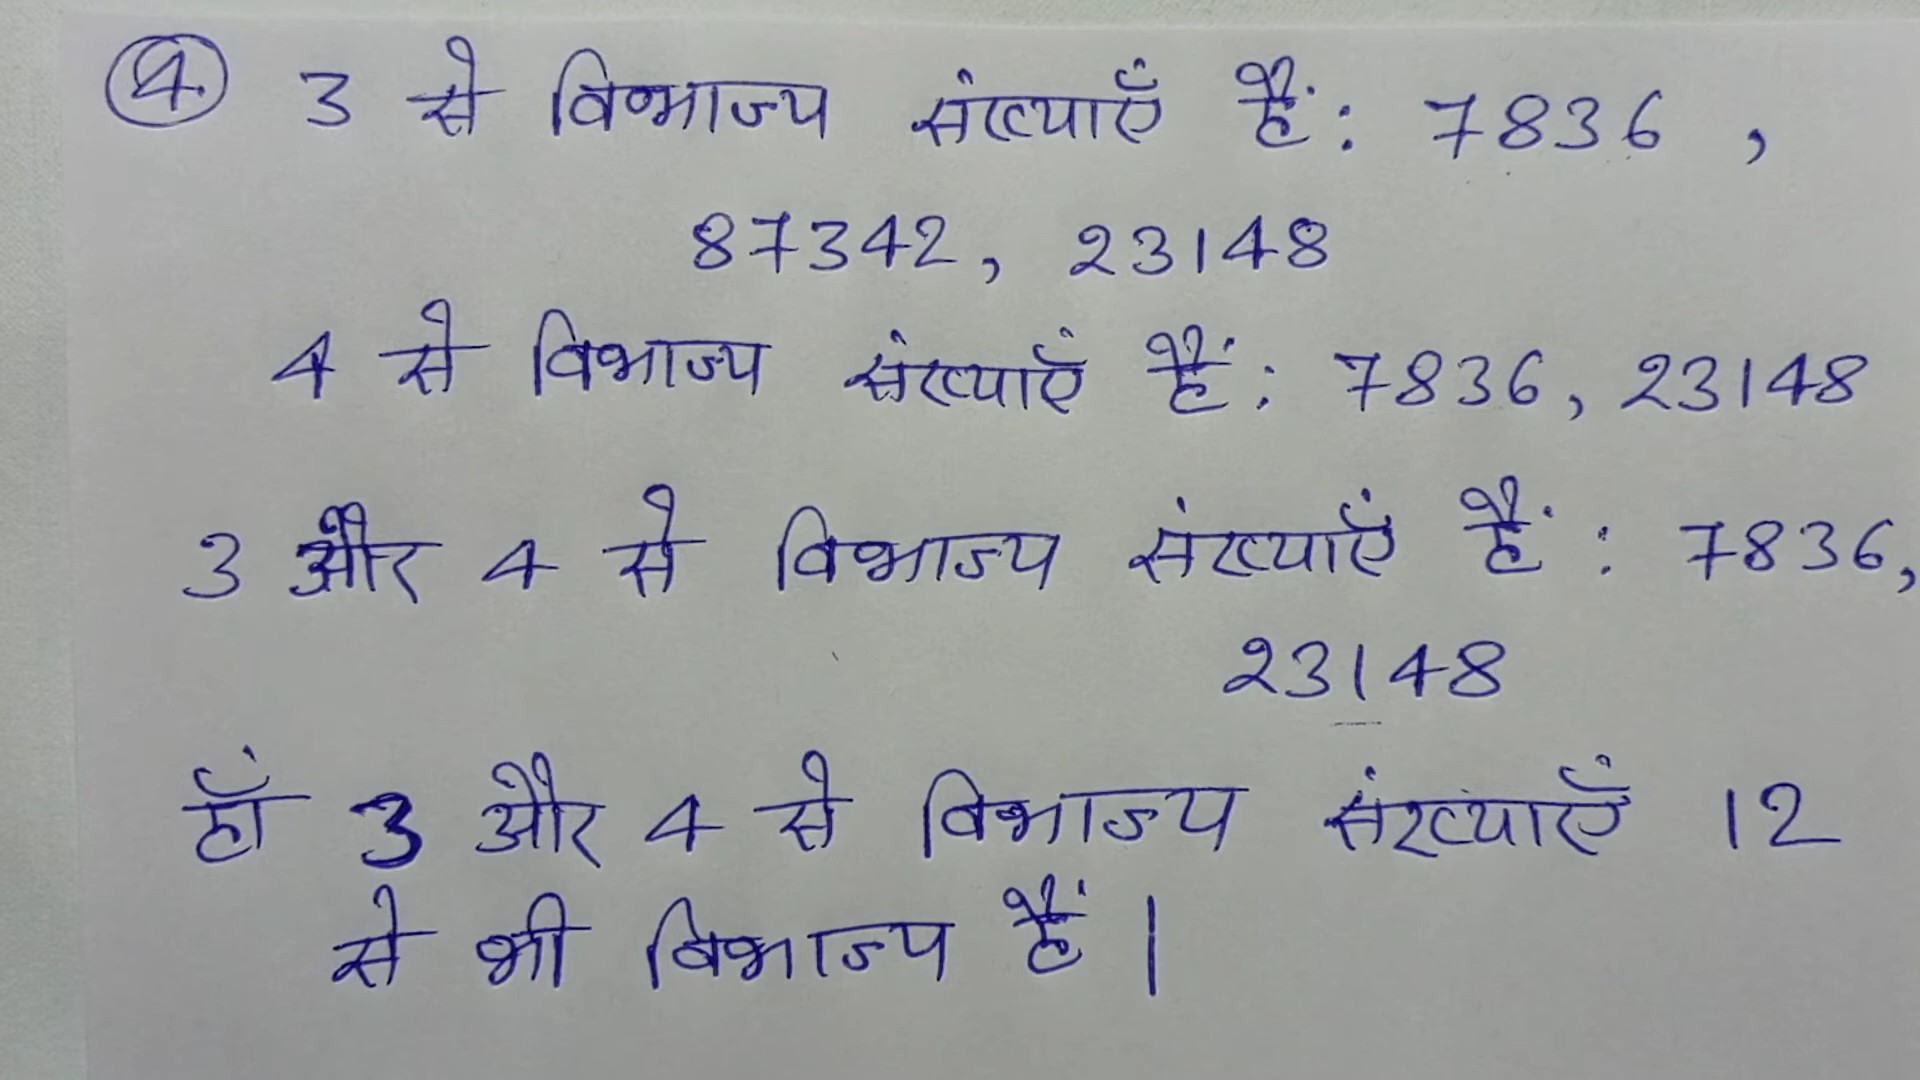 4. 3 से विभाज्य संख्याएँ हैं: 7836,
87342, 23148
4 से विभाज्य संख्याएँ हैं: 7836, 23148
3 और 4 से विभाज्य संख्याएँ हैं: 7836,
23148
हाँ 3 और 4 से विभाज्य संख्याएँ 12
से भी विभाज्य हैं।